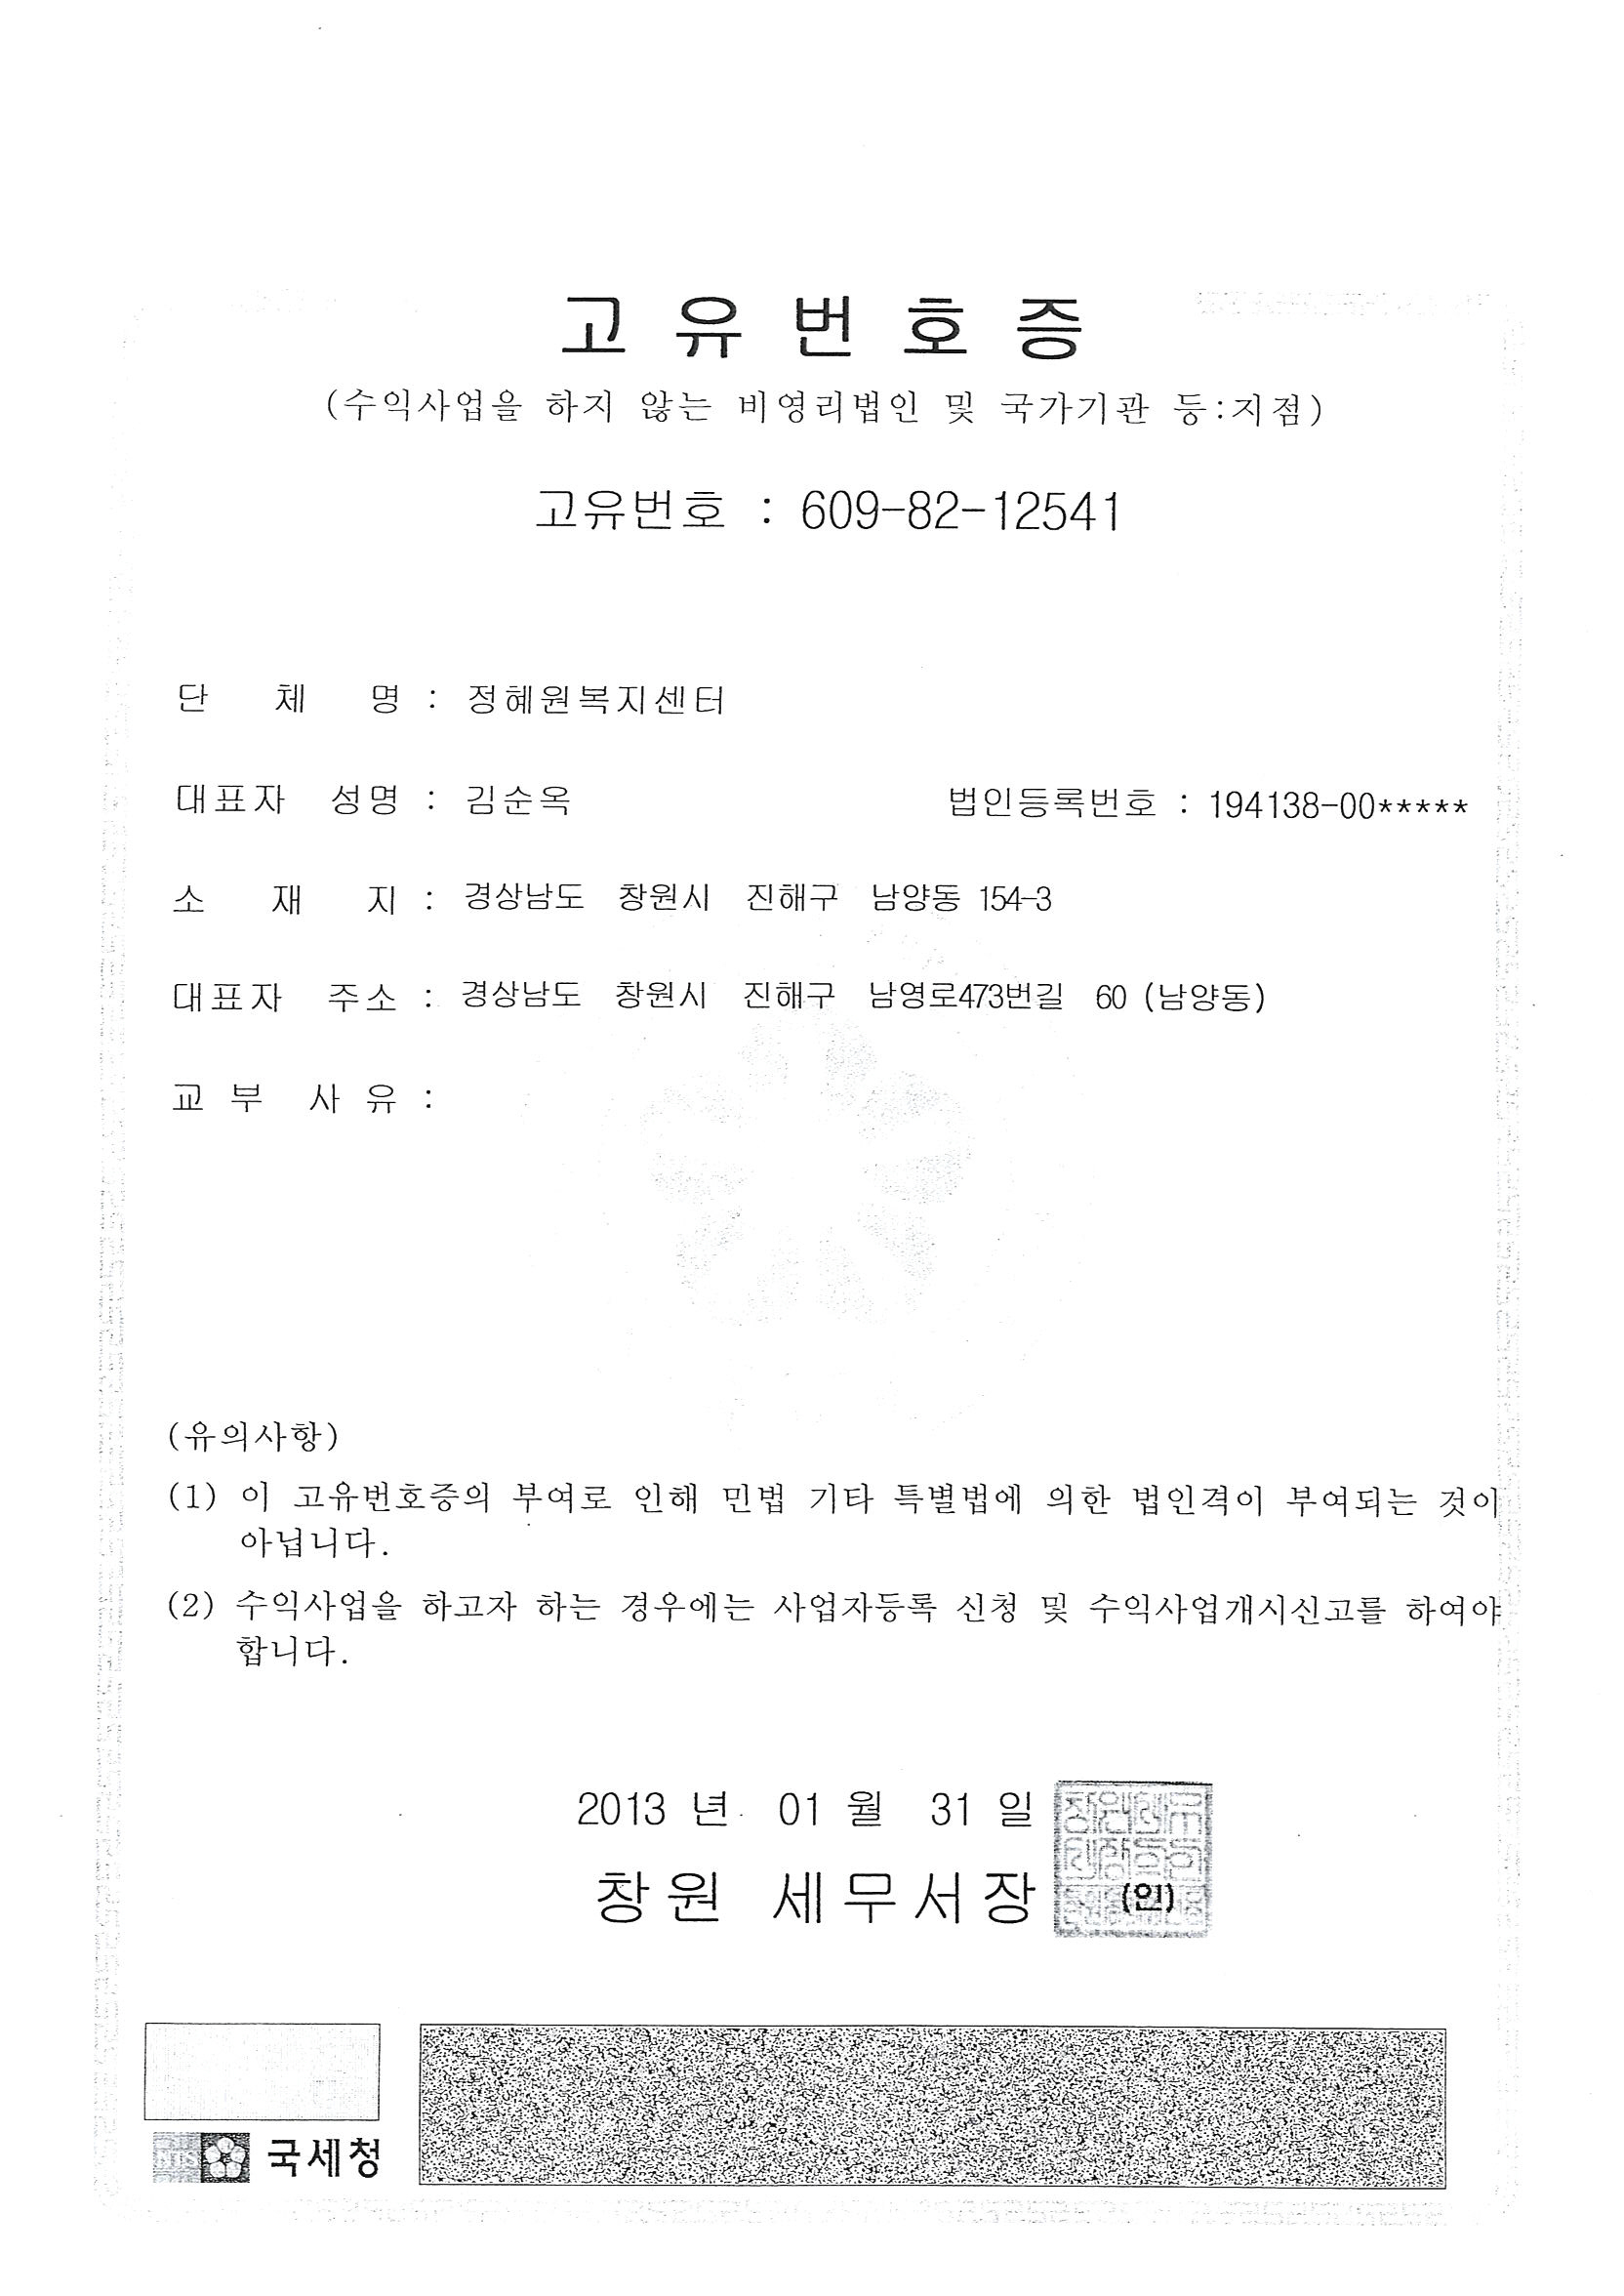 고유번호증
(수익사업을 하지 않는 비영리법인 및 국가기관 등:지점)
고유번호 : 609-82-12541
단 체 명 : 정혜원복지센터
대표자 성명 : 김순옥 법인등록번호 : 194138-00*****
소 재 지 : 경상남도 창원시 진해구 남양동 154-3
대표자 주소 : 경상남도 창원시 진해구 남영로473번길 60 (남양동)
교 부 사 유 :
(유의사항)
(1) 이 고유번호증의 부여로 인해 민법 기타 특별법에 의한 법인격이 부여되는 것이
아닙니다.
(2) 수익사업을 하고자 하는 경우에는 사업자등록 신청 및 수익사업개시신고를 하여야
합니다.
2013 년 01 월 31 일
창원 세무서장 (인)
NTS 국세청